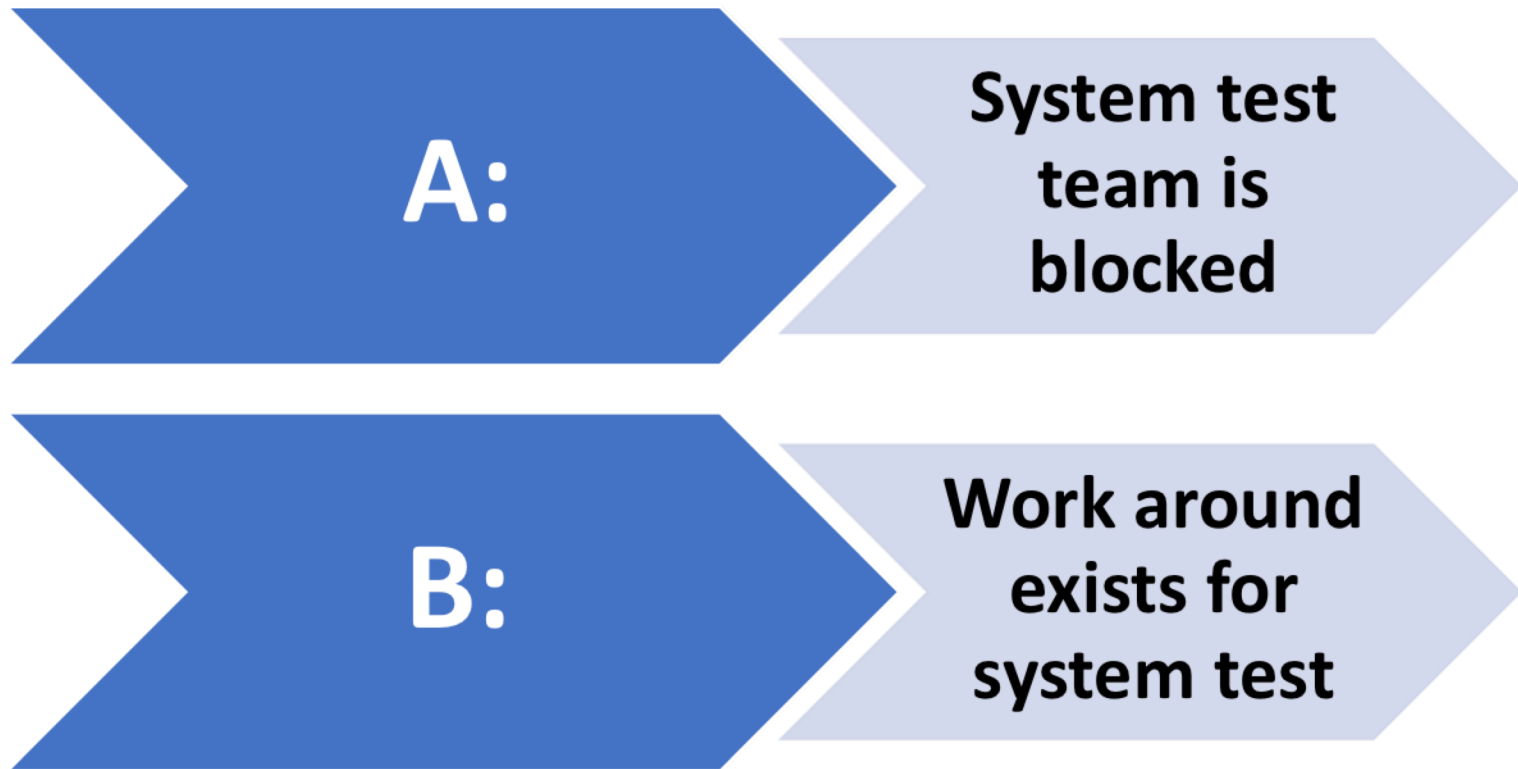 A:
System test
team is
blocked
B:
Work around
exists for
system test